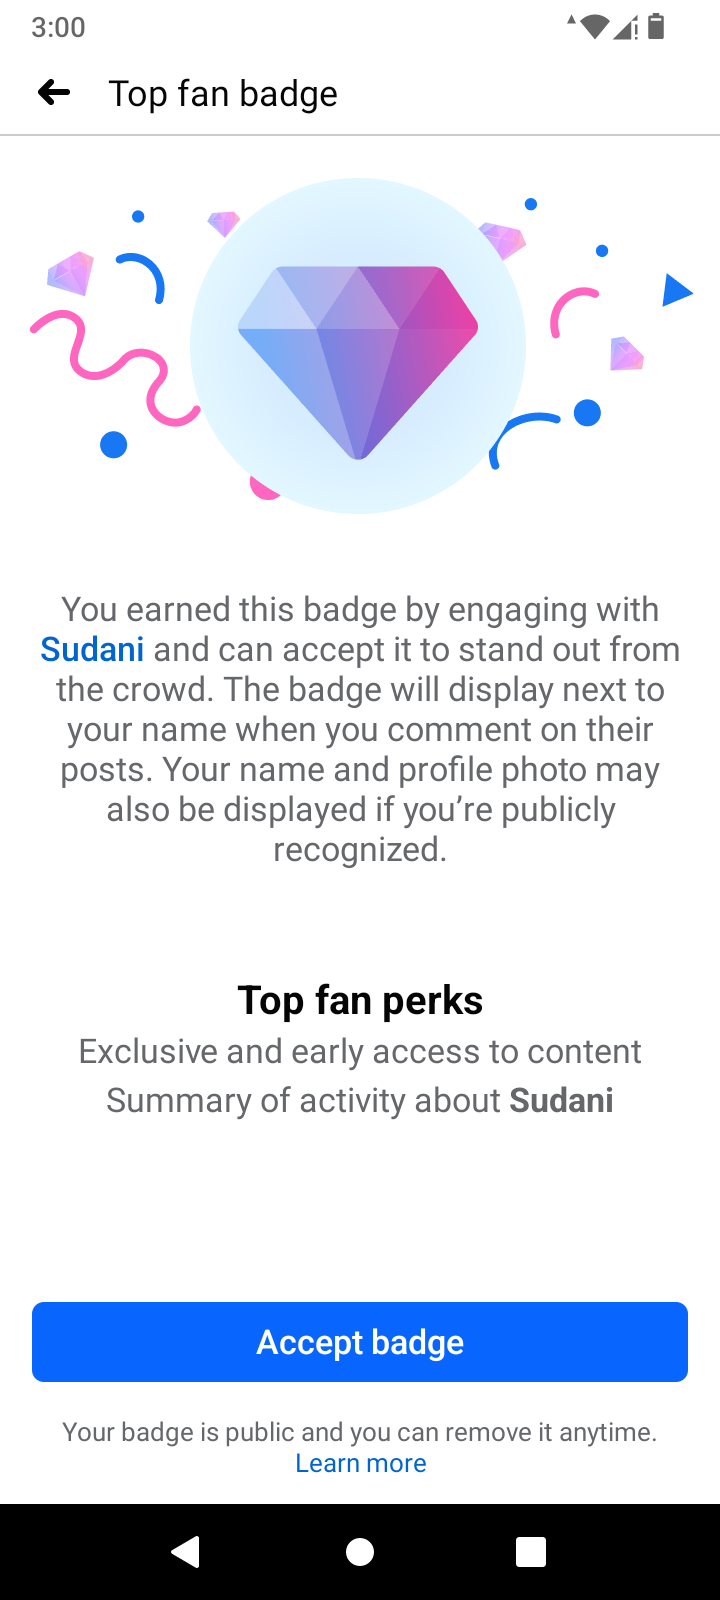 3:00
Top fan badge
You earned this badge by engaging with
Sudani and can accept it to stand out from
the crowd. The badge will display next to
your name when you comment on their
posts. Your name and profile photo may
also be displayed if you’re publicly
recognized.
Top fan perks
Exclusive and early access to content
Summary of activity about Sudani
Accept badge
Your badge is public and you can remove it anytime.
Learn more